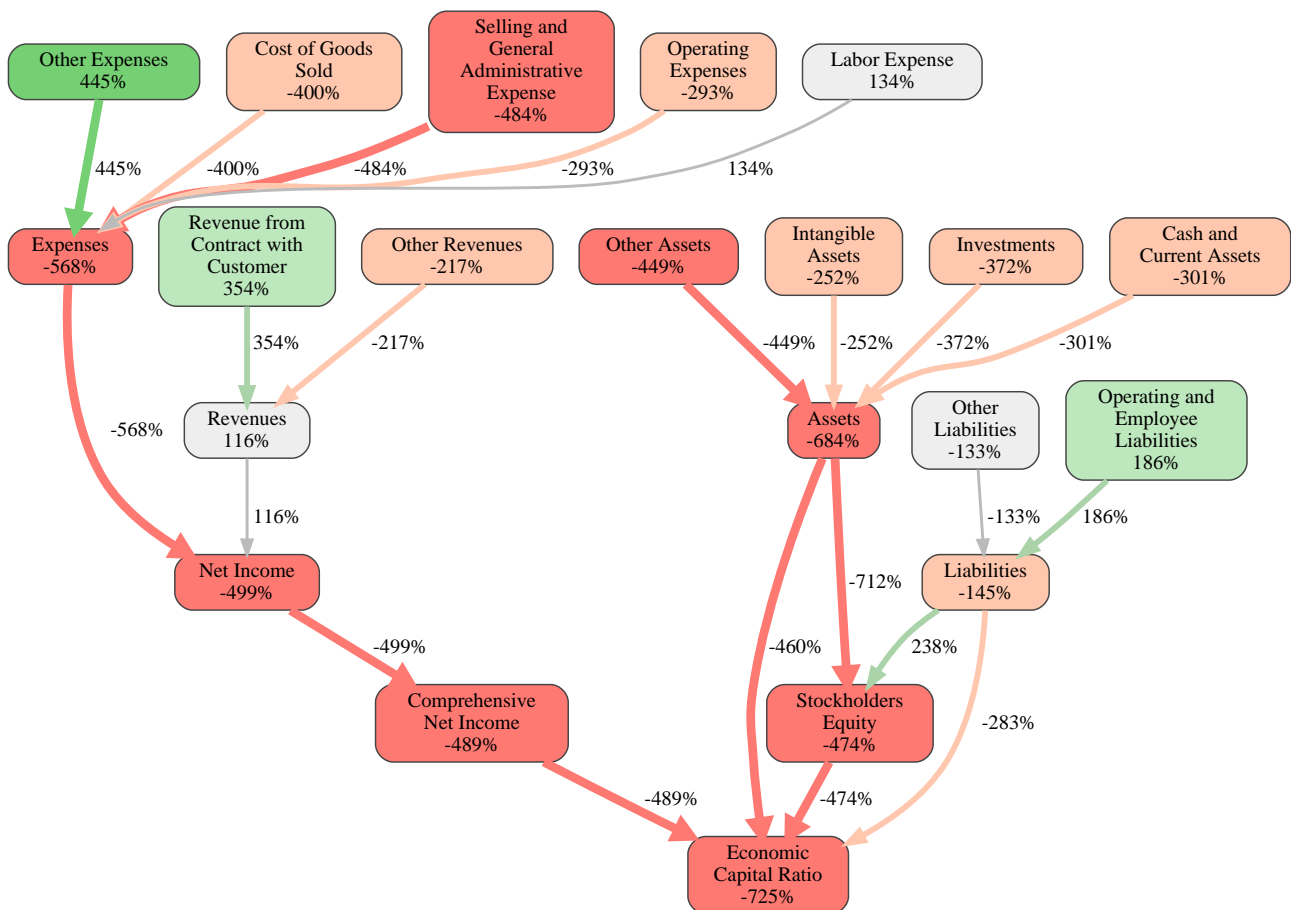 Other Expenses
445%
Cost of Goods
Sold
-400%
Selling and
General
Administrative
Expense
-484%
Operating
Expenses
-293%
Labor Expense
134%
445%
-400%
-484%
-293%
134%
Expenses
-568%
Revenue from
Contract with
Customer
354%
Other Revenues
-217%
Other Assets
-449%
Intangible
Assets
-252%
Investments
-372%
Cash and
Current Assets
-301%
354%
-217%
-449%
-252%
-372%
-301%
-568%
Revenues
116%
Assets
-684%
Other
Liabilities
-133%
Operating and
Employee
Liabilities
186%
116%
-133%
186%
Net Income
-499%
-712%
Liabilities
-145%
-499%
-460%
238%
Comprehensive
Net Income
-489%
Stockholders
Equity
-474%
-283%
-489%
-474%
Economic
Capital Ratio
-725%